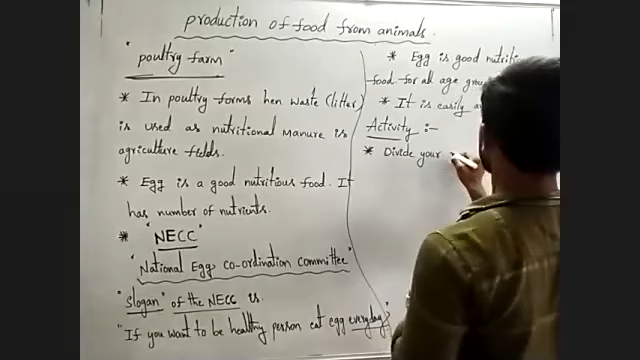 production of food from animals.
"poultry farm"
* In poultry forms hen waste (litter)
is used as nutritional manure is
agriculture fields.
* Egg is a good nutritious food. It
has number of nutrients.
* "NECC"
"National Egg co-ordination committee"
"slogan" of the NECC is.
"If you want to be healthy person eat egg everyday"
* Egg is good
food for all age
* It is easily
Activity :-
* Divide your